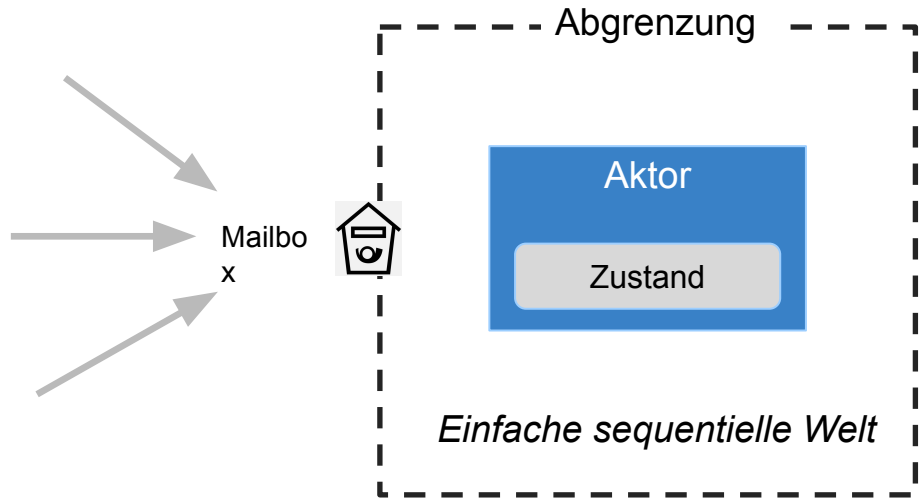 Abgrenzung
Aktor
Mailbo
x
Zustand
Einfache sequentielle Welt